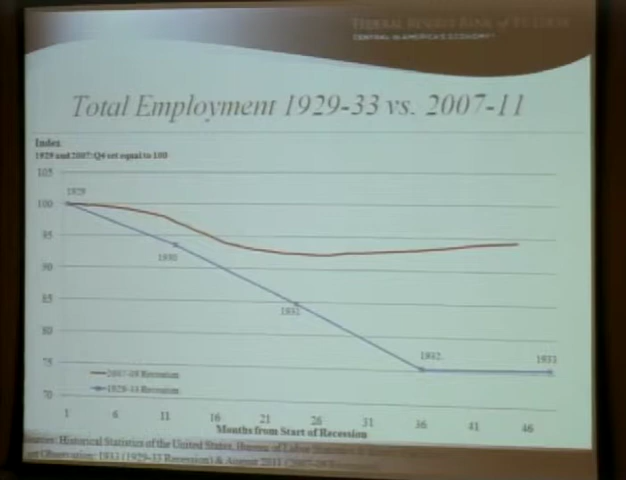 FEDERAL RESERVE BANK of ST. LOUIS
CENTRAL to AMERICA'S ECONOMY®
Total Employment 1929-33 vs. 2007-11
Index
1929 and 2007:Q4 set equal to 100
105
100
95
90
85
80
75
70
1929
1930
1931
1932
1933
2007-09 Recession
1929-33 Recession
1 6 11 16 21 26 31 36 41 46
Months from Start of Recession
Sources: Historical Statistics of the United States, Bureau of Labor Statistics
Observation: 1933 (1929-33 Recession) & August 2011